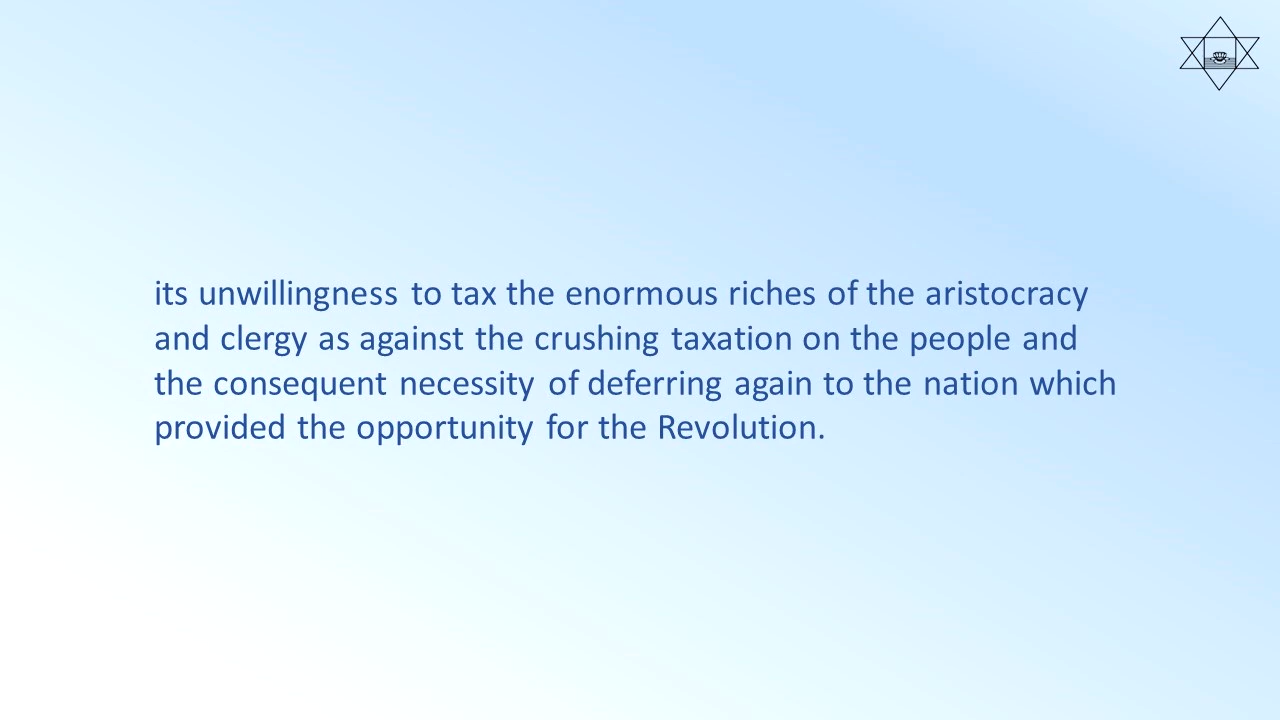 its unwillingness to tax the enormous riches of the aristocracy
and clergy as against the crushing taxation on the people and
the consequent necessity of deferring again to the nation which
provided the opportunity for the Revolution.